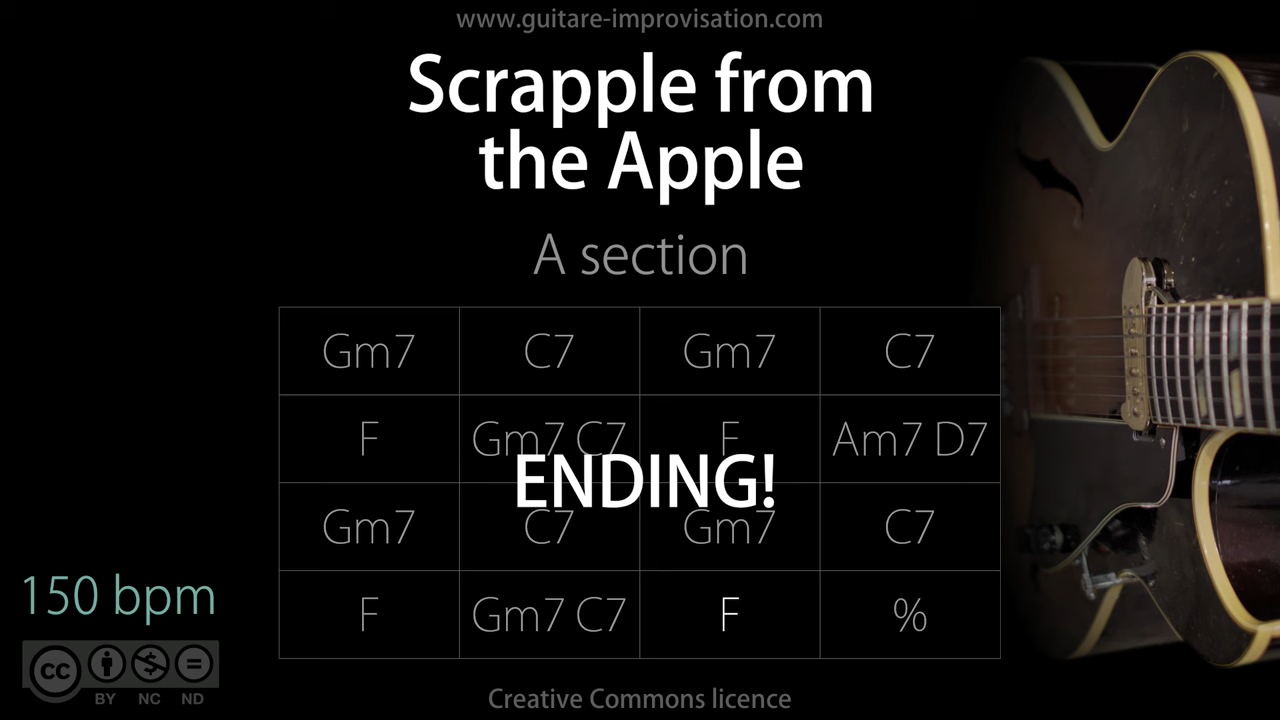 www.guitare-improvisation.com
Scrapple from
the Apple
A section
Gm7 C7 Gm7 C7
F Gm7 C7 F Am7 D7
ENDING!
Gm7 C7 Gm7 C7
F Gm7 C7 F %
150 bpm
cc
BY NC ND
Creative Commons licence